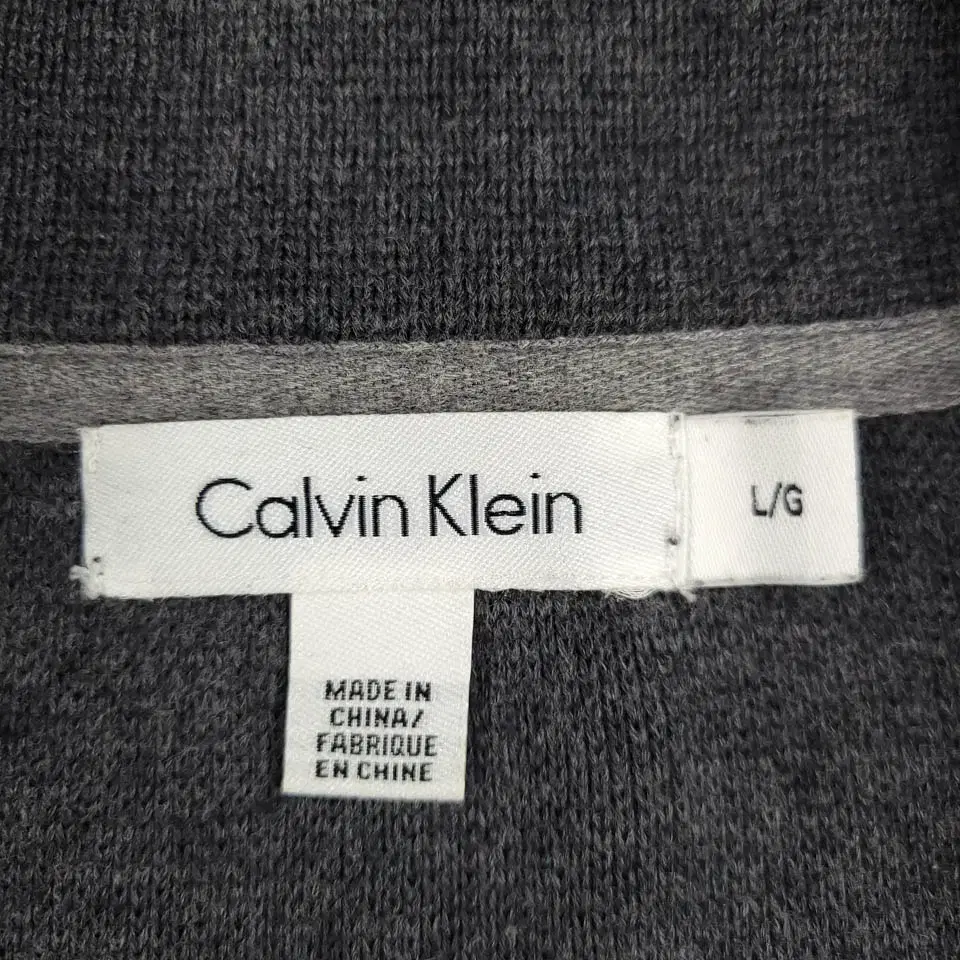 Calvin Klein
L/G
MADE IN
CHINA/
FABRIQUE
EN CHINE